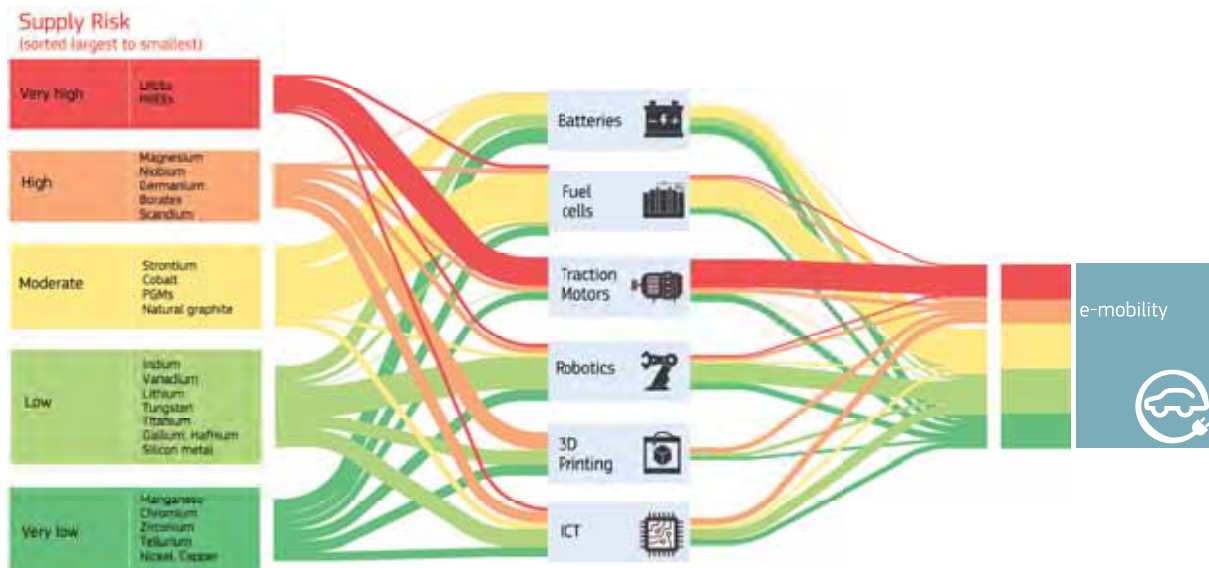 Supply Risk
(sorted largest to smallest)
Very high
LREEs
HREEs
High
Magnesium
Niobium
Germanium
Borates
Scandium
Moderate
Strontium
Cobalt
PGMs
Natural graphite
Low
Indium
Vanadium
Lithium
Tungsten
Titanium
Gallium, Hafnium
Silicon metal
Very low
Manganese
Chromium
Zirconium
Tellurium
Nickel, Copper
Batteries
Fuel
cells
Traction
Motors
Robotics
3D
Printing
ICT
e-mobility